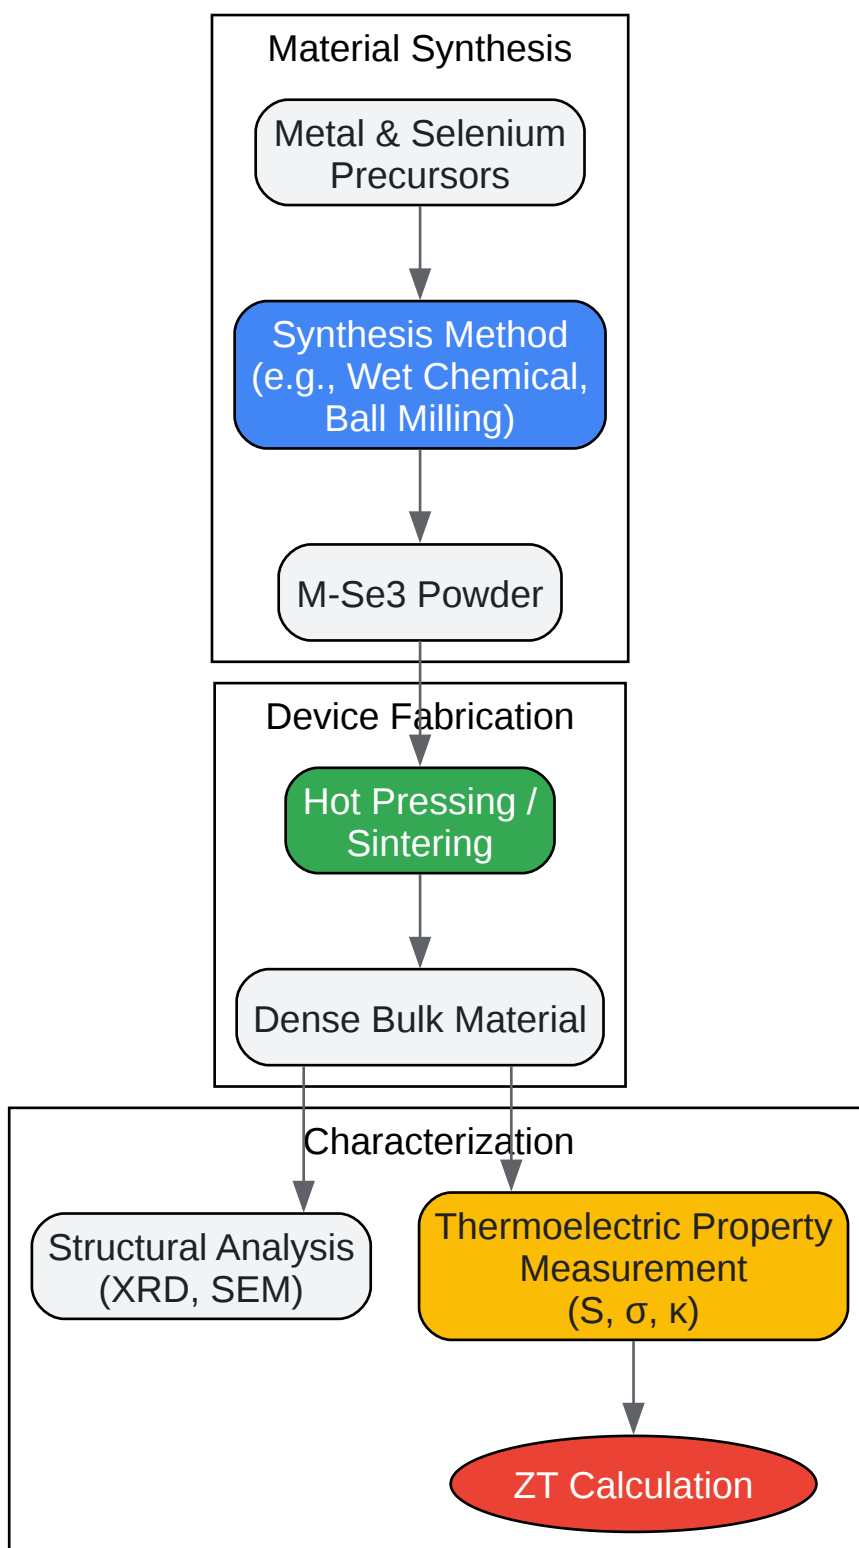 Material Synthesis
Metal & Selenium
Precursors
Synthesis Method
(e.g., Wet Chemical,
Ball Milling)
M-Se3 Powder
Device Fabrication
Hot Pressing /
Sintering
Dense Bulk Material
Characterization
Structural Analysis
(XRD, SEM)
Thermoelectric Property
Measurement
(S, σ, κ)
ZT Calculation